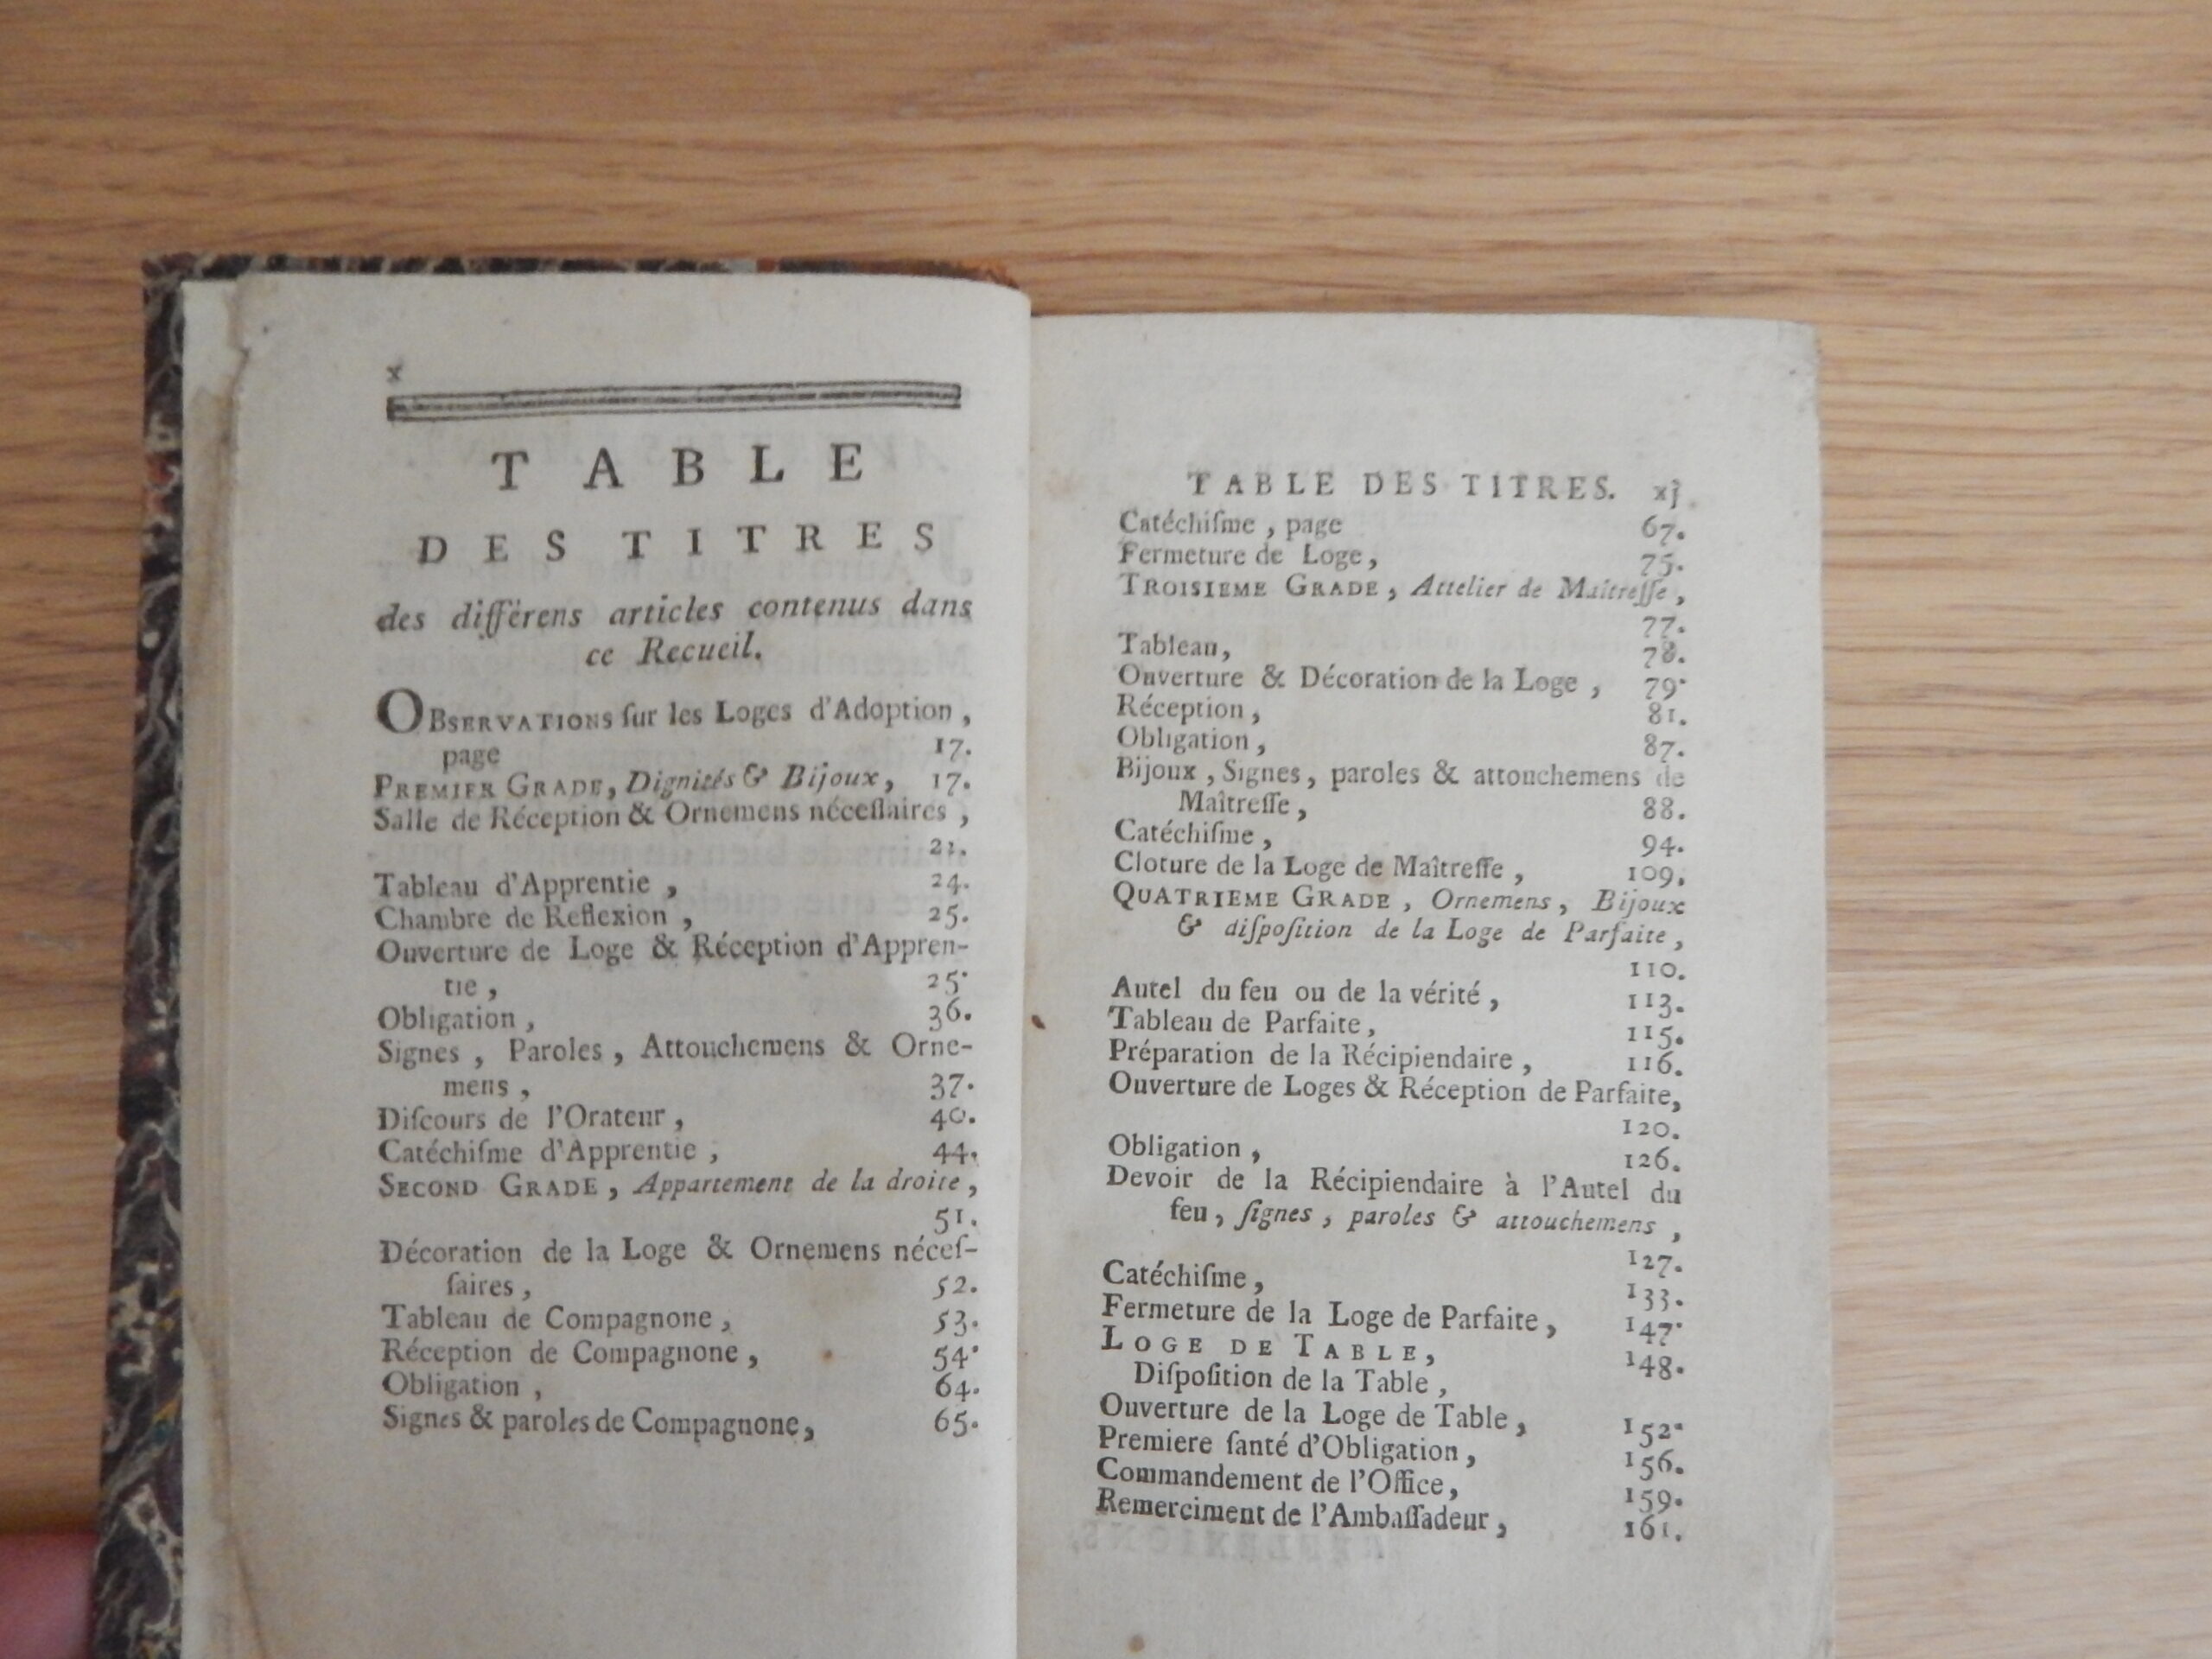 x
TABLE
DES TITRES
des différens articles contenus dans
ce Recueil.
OBSERVATIONS ſur les Loges d'Adoption,
page 17.
PREMIER GRADE, Dignités & Bijoux, 17.
Salle de Réception & Ornemens néceſſaires,
21.
Tableau d'Apprentie, 24.
Chambre de Reflexion, 25.
Ouverture de Loge & Réception d'Appren-
tie, 25.
Obligation, 36.
Signes, Paroles, Attouchemens & Orne-
mens, 37.
Diſcours de l'Orateur, 40.
Catéchiſme d'Apprentie, 44.
SECOND GRADE, Appartement de la droite,
51.
Décoration de la Loge & Ornemens néceſ-
ſaires, 52.
Tableau de Compagnone, 53.
Réception de Compagnone, 54.
Obligation, 64.
Signes & paroles de Compagnone, 65.
TABLE DES TITRES. xj
Catéchiſme, page 67.
Fermeture de Loge, 75.
TROISIEME GRADE, Attelier de Maîtreſſe,
77.
Tableau, 78.
Ouverture & Décoration de la Loge, 79.
Réception, 81.
Obligation, 87.
Bijoux, Signes, paroles & attouchemens de
Maîtreſſe, 88.
Catéchiſme, 94.
Cloture de la Loge de Maîtreſſe, 109.
QUATRIEME GRADE, Ornemens, Bijoux
& diſpoſition de la Loge de Parfaite,
110.
Autel du feu ou de la vérité, 113.
Tableau de Parfaite, 115.
Préparation de la Récipiendaire, 116.
Ouverture de Loges & Réception de Parfaite,
120.
Obligation, 126.
Devoir de la Récipiendaire à l'Autel du
feu, ſignes, paroles & attouchemens,
127.
Catéchiſme, 133.
Fermeture de la Loge de Parfaite, 147.
LOGE DE TABLE, 148.
Diſpoſition de la Table,
Ouverture de la Loge de Table, 152.
Premiere ſanté d'Obligation, 156.
Commandement de l'Office, 159.
Remerciment de l'Ambaſſadeur, 161.